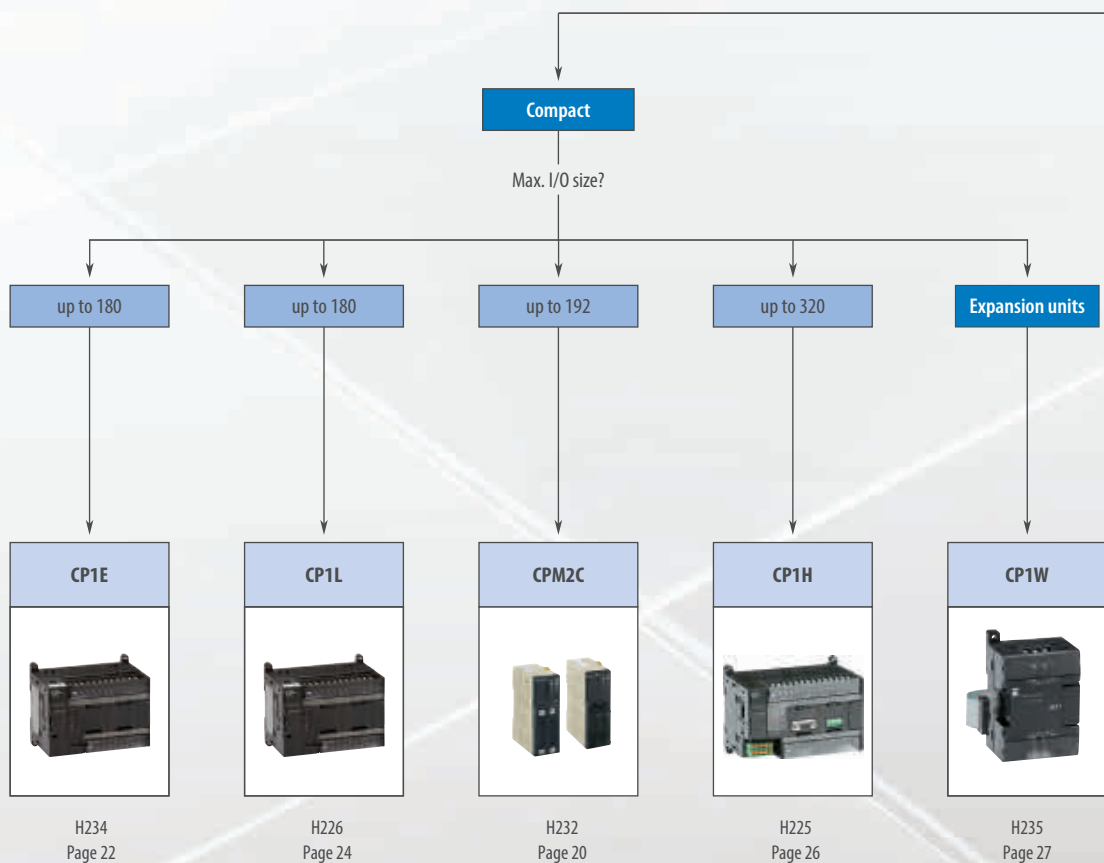 Compact
Max. I/O size?
up to 180
up to 180
up to 192
up to 320
Expansion units
CP1E
CP1L
CPM2C
CP1H
CP1W
H234
Page 22
H226
Page 24
H232
Page 20
H225
Page 26
H235
Page 27